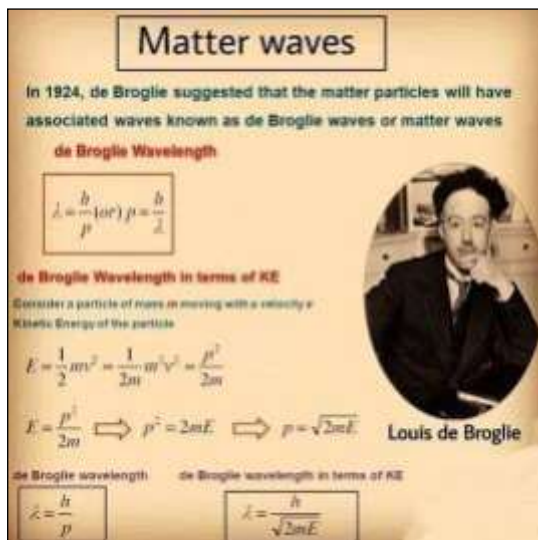 Matter waves
In 1924, de Broglie suggested that the matter particles will have
associated waves known as de Broglie waves or matter waves
de Broglie Wavelength
λ = h/p (or) p = h/λ
de Broglie Wavelength in terms of KE
Consider a particle of mass m moving with a velocity v
Kinetic Energy of the particle
E = 1/2 mv² = 1/2m m²v² = p²/2m
E = p²/2m ⇨ p² = 2mE ⇨ p = √2mE
Louis de Broglie
de Broglie wavelength de Broglie wavelength in terms of KE
λ = h/p λ = h/√2mE